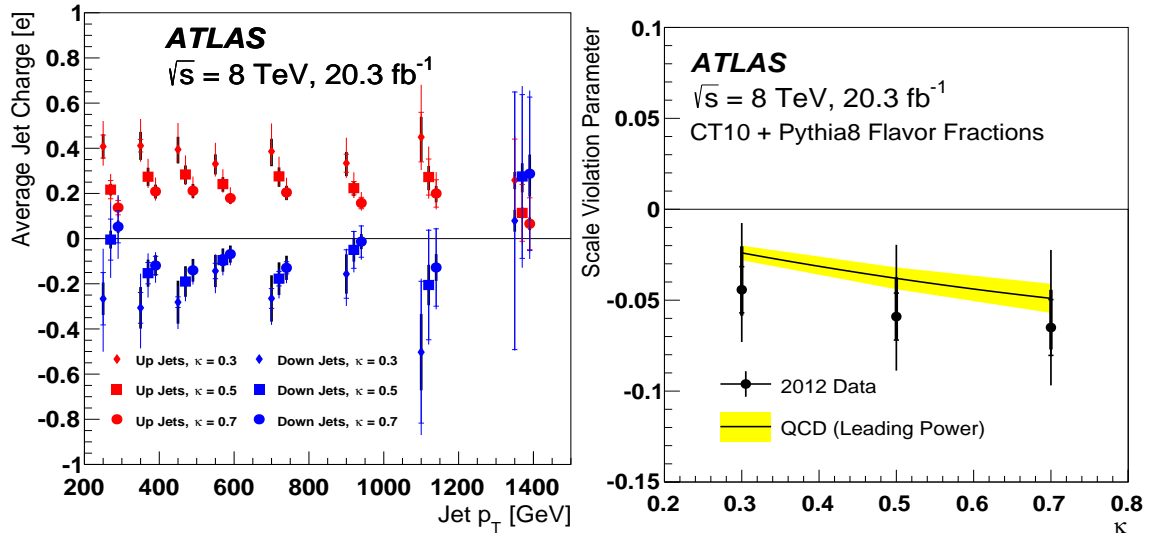 Average Jet Charge [e]
1
0.8
0.6
0.4
0.2
0
-0.2
-0.4
-0.6
-0.8
-1
ATLAS
√s = 8 TeV, 20.3 fb⁻¹
Up Jets, κ = 0.3
Down Jets, κ = 0.3
Up Jets, κ = 0.5
Down Jets, κ = 0.5
Up Jets, κ = 0.7
Down Jets, κ = 0.7
200 400 600 800 1000 1200 1400
Jet p_T [GeV]
Scale Violation Parameter
0.1
0.05
0
-0.05
-0.1
-0.15
ATLAS
√s = 8 TeV, 20.3 fb⁻¹
CT10 + Pythia8 Flavor Fractions
2012 Data
QCD (Leading Power)
0.2 0.3 0.4 0.5 0.6 0.7 0.8
κ